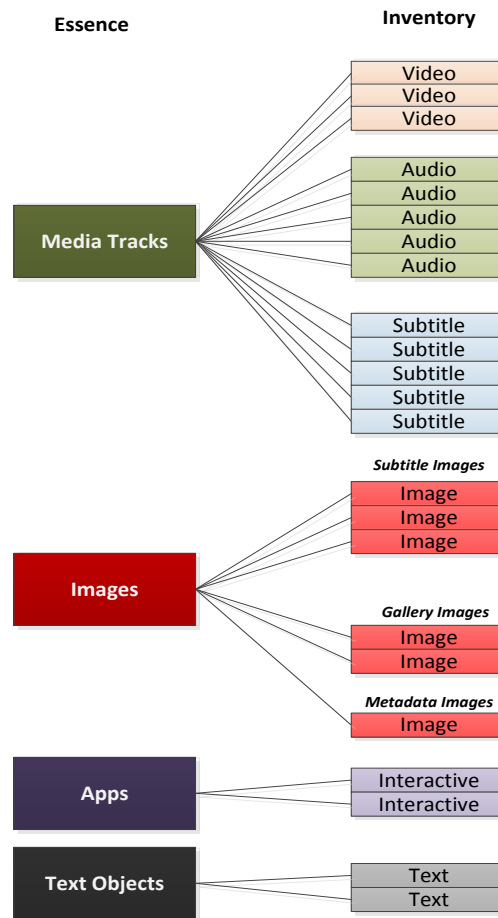 Essence
Inventory
Video
Video
Video
Media Tracks
Audio
Audio
Audio
Audio
Audio
Subtitle
Subtitle
Subtitle
Subtitle
Subtitle
Images
Subtitle Images
Image
Image
Image
Gallery Images
Image
Image
Metadata Images
Image
Apps
Interactive
Interactive
Text Objects
Text
Text